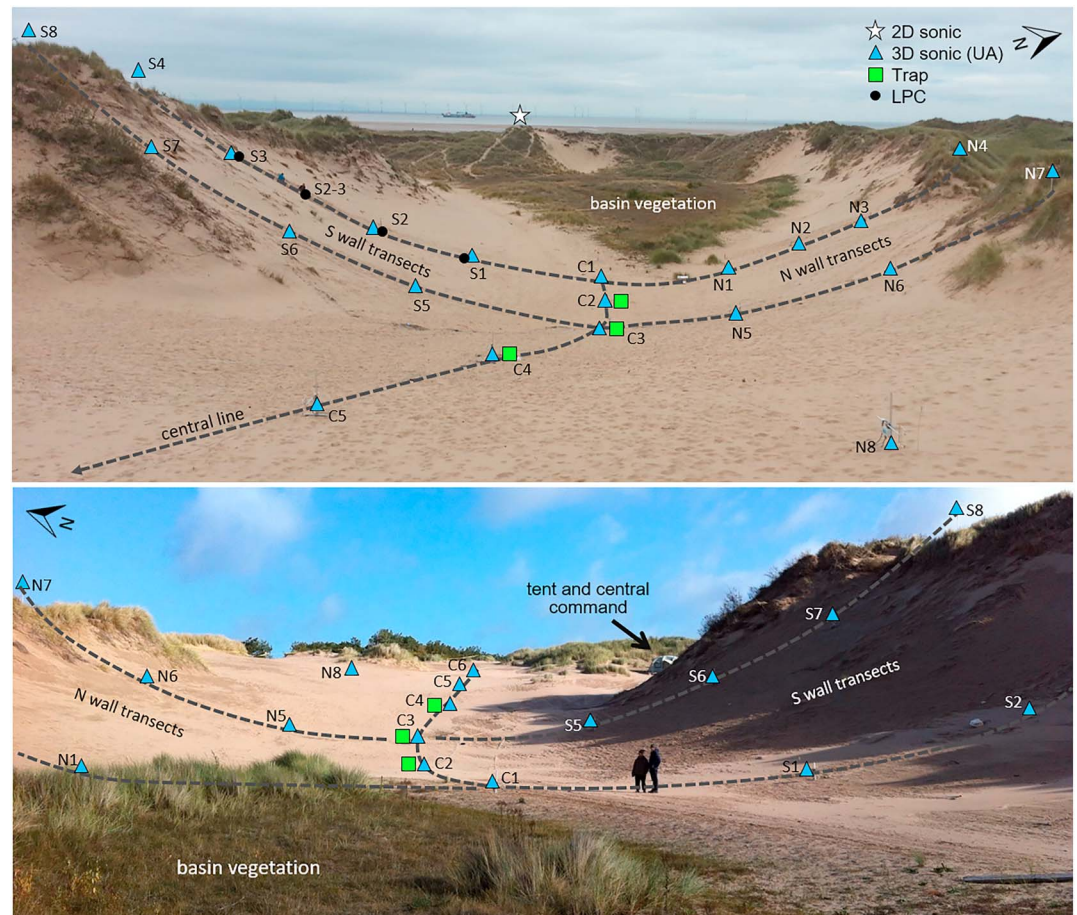 S8
S4
N
2D sonic
3D sonic (UA)
Trap
LPC
S7
S3
N4
S2-3
N7
basin vegetation
S2
N3
N2
S6
S wall transects
N wall transects
S1
C1
N1
N6
S5
C2
N5
C3
C4
central line
C5
N8
N
S8
N7
tent and central
command
S7
N6
N8
C6
S6
C5
S wall transects
N wall transects
C4
S2
N5
C3
S5
N1
C2
S1
C1
basin vegetation